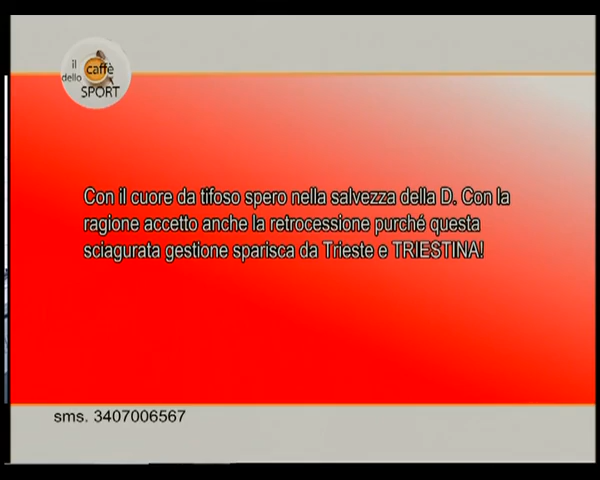 il
dello caffè
SPORT
Con il cuore da tifoso spero nella salvezza della D. Con la
ragione accetto anche la retrocessione purché questa
sciagurata gestione sparisca da Trieste e TRIESTINA!
sms. 3407006567